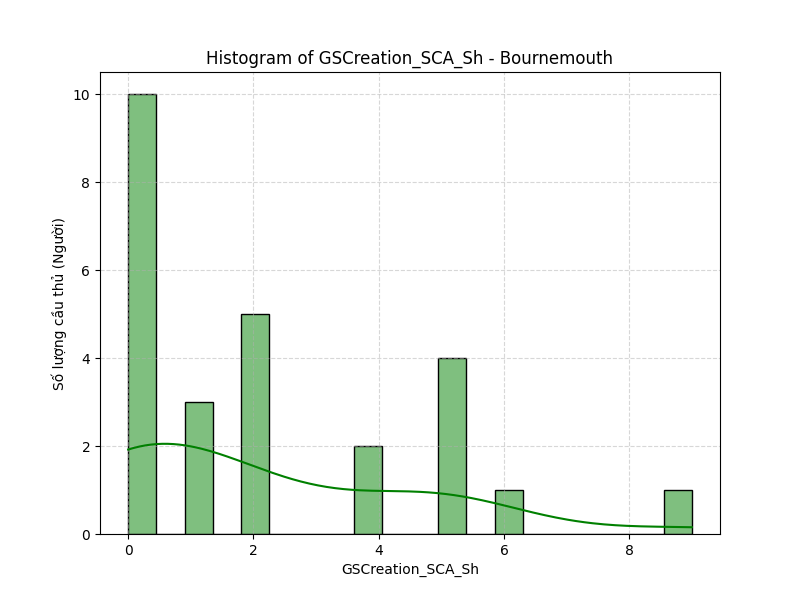 Histogram of GSCreation_SCA_Sh - Bournemouth
10
8
6
4
2
0
Số lượng cầu thủ (Người)
0 2 4 6 8
GSCreation_SCA_Sh